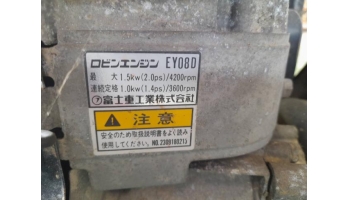 ロビンエンジン EY08D
最 大 1.5kw(2.0ps)/4200rpm
連続定格 1.0kw(1.4ps)/3600rpm
富士重工業株式会社
注意
安全のため取扱説明書をよく読み
使用してください。